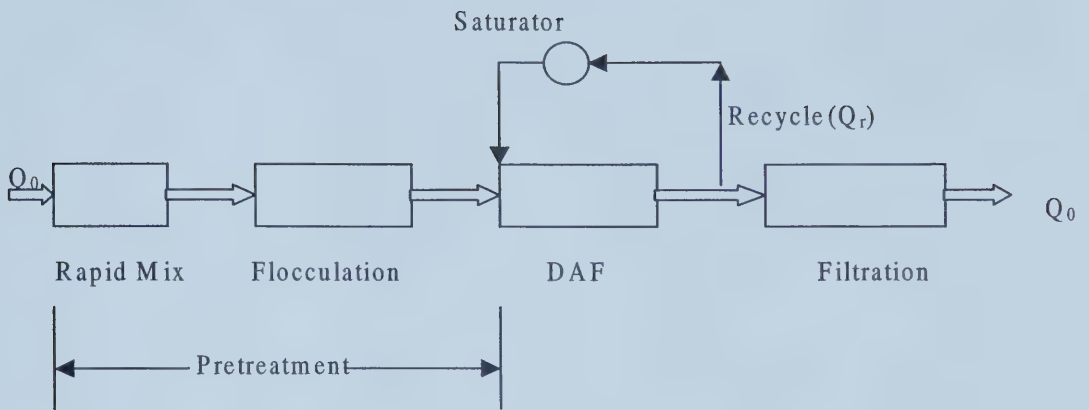 Saturator
Recycle(Qr)
Q0
Q0
Rapid Mix
Flocculation
DAF
Filtration
Pretreatment